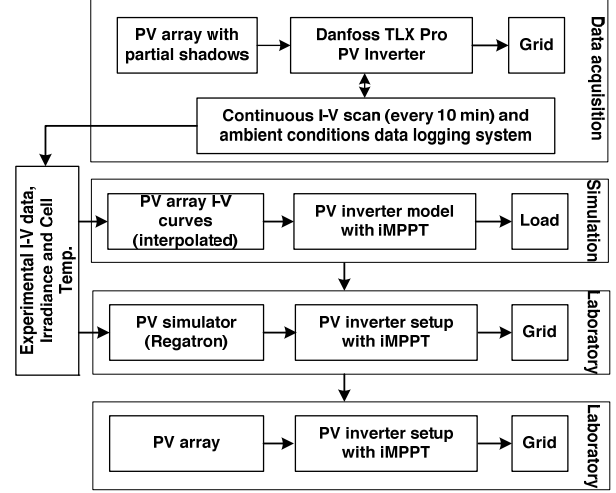 PV array with
partial shadows
Danfoss TLX Pro
PV Inverter
Grid
Data acquisition
Continuous I-V scan (every 10 min) and
ambient conditions data logging system
Experimental I-V data,
Irradiance and Cell
Temp.
PV array I-V
curves
(interpolated)
PV inverter model
with iMPPT
Load
Simulation
PV simulator
(Regatron)
PV inverter setup
with iMPPT
Grid
Laboratory
PV array
PV inverter setup
with iMPPT
Grid
Laboratory